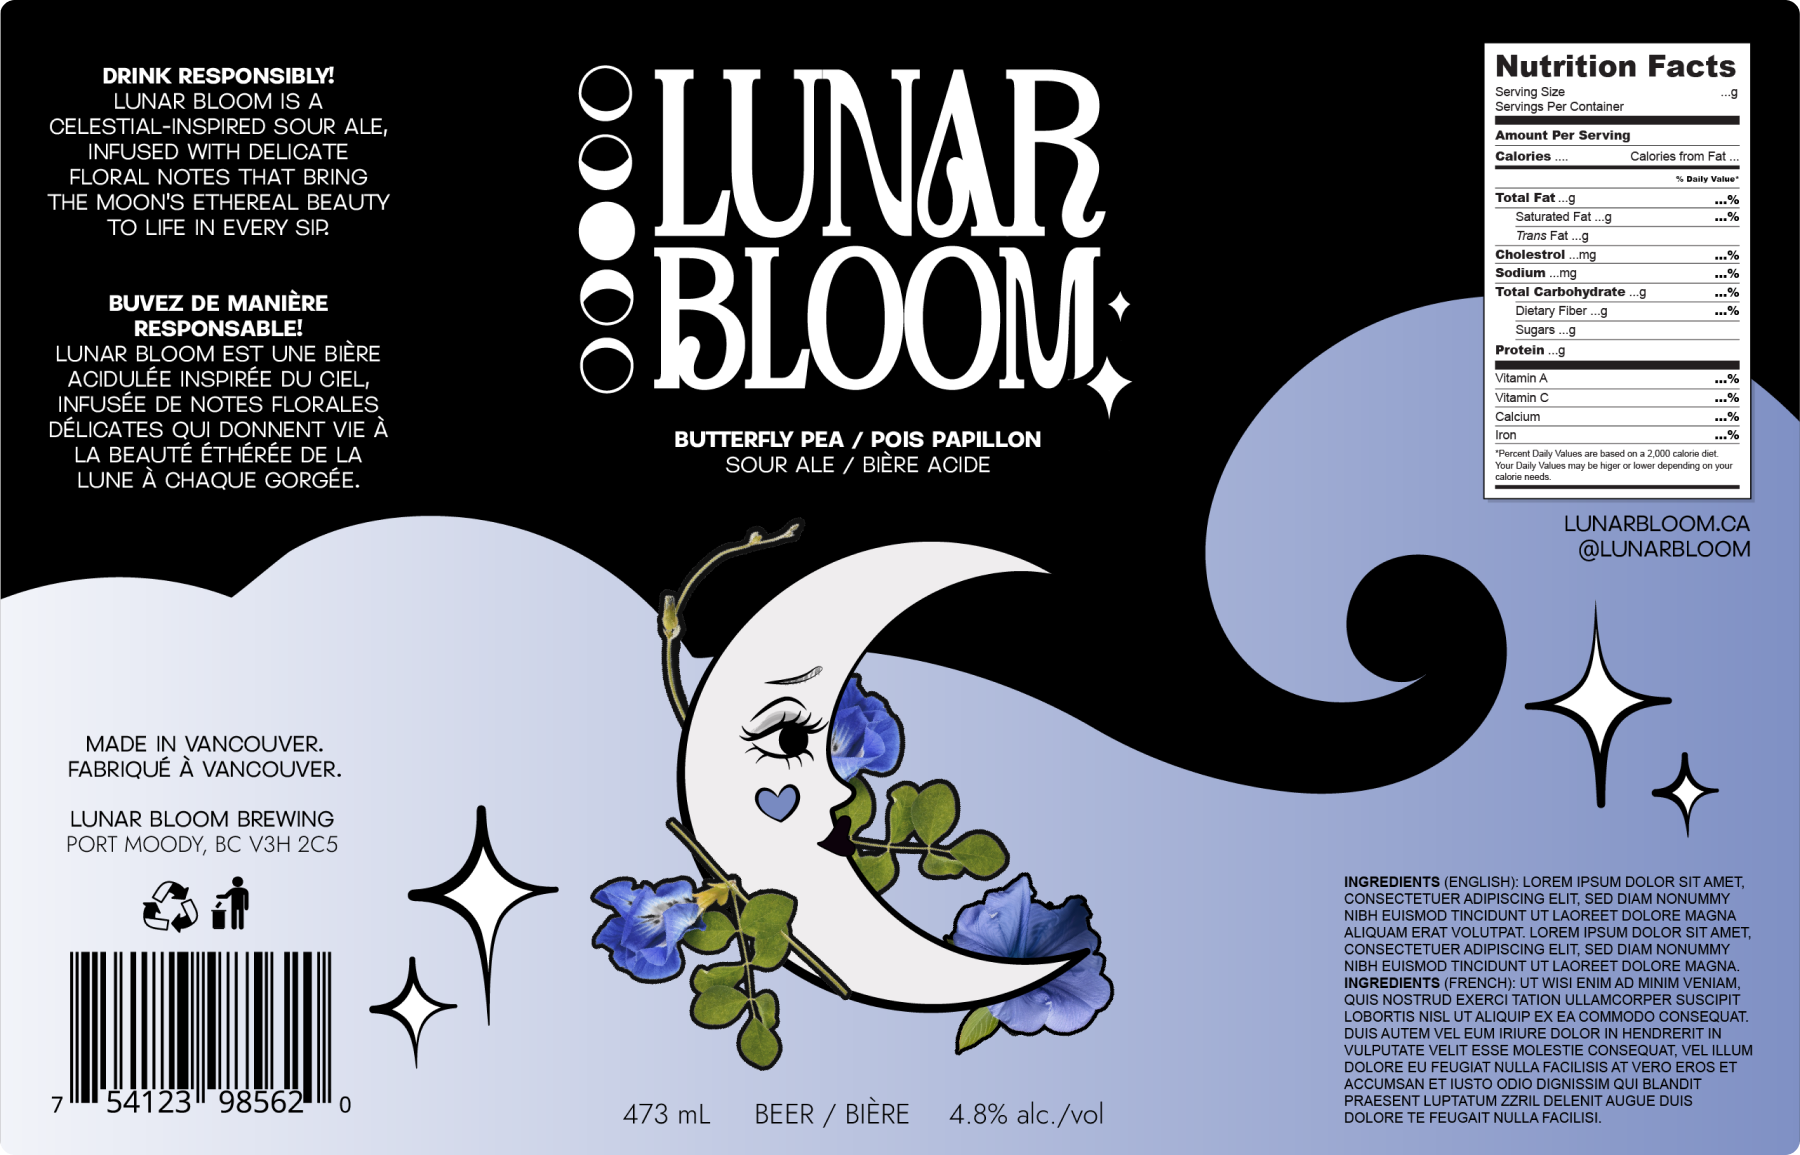 DRINK RESPONSIBLY!
LUNAR BLOOM IS A
CELESTIAL-INSPIRED SOUR ALE,
INFUSED WITH DELICATE
FLORAL NOTES THAT BRING
THE MOON'S ETHEREAL BEAUTY
TO LIFE IN EVERY SIP.
BUVEZ DE MANIÈRE
RESPONSABLE!
LUNAR BLOOM EST UNE BIÈRE
ACIDULÉE INSPIRÉE DU CIEL,
INFUSÉE DE NOTES FLORALES
DÉLICATES QUI DONNENT VIE À
LA BEAUTÉ ÉTHÉRÉE DE LA
LUNE À CHAQUE GORGÉE.
MADE IN VANCOUVER.
FABRIQUÉ À VANCOUVER.
LUNAR BLOOM BREWING
PORT MOODY, BC V3H 2C5
7 54123 98562 0
LUNAR
BLOOM
BUTTERFLY PEA / POIS PAPILLON
SOUR ALE / BIÈRE ACIDE
473 mL BEER / BIÈRE 4.8% alc./vol
Nutrition Facts
Serving Size ...g
Servings Per Container
Amount Per Serving
Calories .... Calories from Fat ...
% Daily Value*
Total Fat ...g ...%
Saturated Fat ...g ...%
Trans Fat ...g
Cholestrol ...mg ...%
Sodium ...mg ...%
Total Carbohydrate ...g ...%
Dietary Fiber ...g ...%
Sugars ...g
Protein ...g
Vitamin A ...%
Vitamin C ...%
Calcium ...%
Iron ...%
*Percent Daily Values are based on a 2,000 calorie diet.
Your Daily Values may be higer or lower depending on your
calorie needs.
LUNARBLOOM.CA
@LUNARBLOOM
INGREDIENTS (ENGLISH): LOREM IPSUM DOLOR SIT AMET,
CONSECTETUER ADIPISCING ELIT, SED DIAM NONUMMY
NIBH EUISMOD TINCIDUNT UT LAOREET DOLORE MAGNA
ALIQUAM ERAT VOLUTPAT. LOREM IPSUM DOLOR SIT AMET,
CONSECTETUER ADIPISCING ELIT, SED DIAM NONUMMY
NIBH EUISMOD TINCIDUNT UT LAOREET DOLORE MAGNA.
INGREDIENTS (FRENCH): UT WISI ENIM AD MINIM VENIAM,
QUIS NOSTRUD EXERCI TATION ULLAMCORPER SUSCIPIT
LOBORTIS NISL UT ALIQUIP EX EA COMMODO CONSEQUAT.
DUIS AUTEM VEL EUM IRIURE DOLOR IN HENDRERIT IN
VULPUTATE VELIT ESSE MOLESTIE CONSEQUAT, VEL ILLUM
DOLORE EU FEUGIAT NULLA FACILISIS AT VERO EROS ET
ACCUMSAN ET IUSTO ODIO DIGNISSIM QUI BLANDIT
PRAESENT LUPTATUM ZZRIL DELENIT AUGUE DUIS
DOLORE TE FEUGAIT NULLA FACILISI.